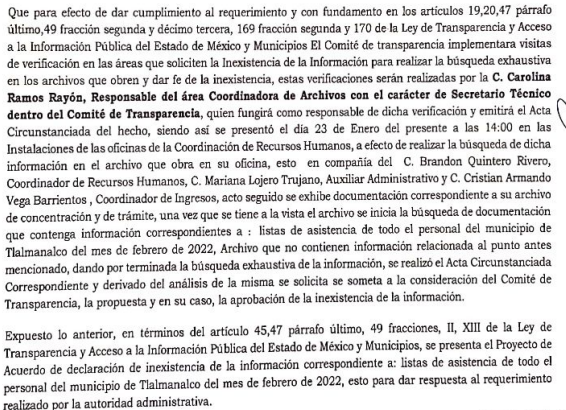 Que para efecto de dar cumplimiento al requerimiento y con fundamento en los artículos 19,20,47 párrafo
último,49 fracción segunda y décimo tercera, 169 fracción segunda y 170 de la Ley de Transparencia y Acceso
a la Información Pública del Estado de México y Municipios El Comité de transparencia implementara visitas
de verificación en las áreas que soliciten la Inexistencia de la Información para realizar la búsqueda exhaustiva
en los archivos que obren y dar fe de la inexistencia, estas verificaciones serán realizadas por la C. Carolina
Ramos Rayón, Responsable del área Coordinadora de Archivos con el carácter de Secretario Técnico
dentro del Comité de Transparencia, quien fungirá como responsable de dicha verificación y emitirá el Acta
Circunstanciada del hecho, siendo así se presentó el día 23 de Enero del presente a las 14:00 en las
Instalaciones de las oficinas de la Coordinación de Recursos Humanos, a efecto de realizar la búsqueda de dicha
información en el archivo que obra en su oficina, esto en compañía del C. Brandon Quintero Rivero,
Coordinador de Recursos Humanos, C. Mariana Lojero Trujano, Auxiliar Administrativo y C. Cristian Armando
Vega Barrientos , Coordinador de Ingresos, acto seguido se exhibe documentación correspondiente a su archivo
de concentración y de trámite, una vez que se tiene a la vista el archivo se inicia la búsqueda de documentación
que contenga información correspondientes a : listas de asistencia de todo el personal del municipio de
Tlalmanalco del mes de febrero de 2022, Archivo que no contienen información relacionada al punto antes
mencionado, dando por terminada la búsqueda exhaustiva de la información, se realizó el Acta Circunstanciada
Correspondiente y derivado del análisis de la misma se solicita se someta a la consideración del Comité de
Transparencia, la propuesta y en su caso, la aprobación de la inexistencia de la información.
Expuesto lo anterior, en términos del artículo 45,47 párrafo último, 49 fracciones, II, XIII de la Ley de
Transparencia y Acceso a la Información Pública del Estado de México y Municipios, se presenta el Proyecto de
Acuerdo de declaración de inexistencia de la información correspondiente a: listas de asistencia de todo el
personal del municipio de Tlalmanalco del mes de febrero de 2022, esto para dar respuesta al requerimiento
realizado por la autoridad administrativa.